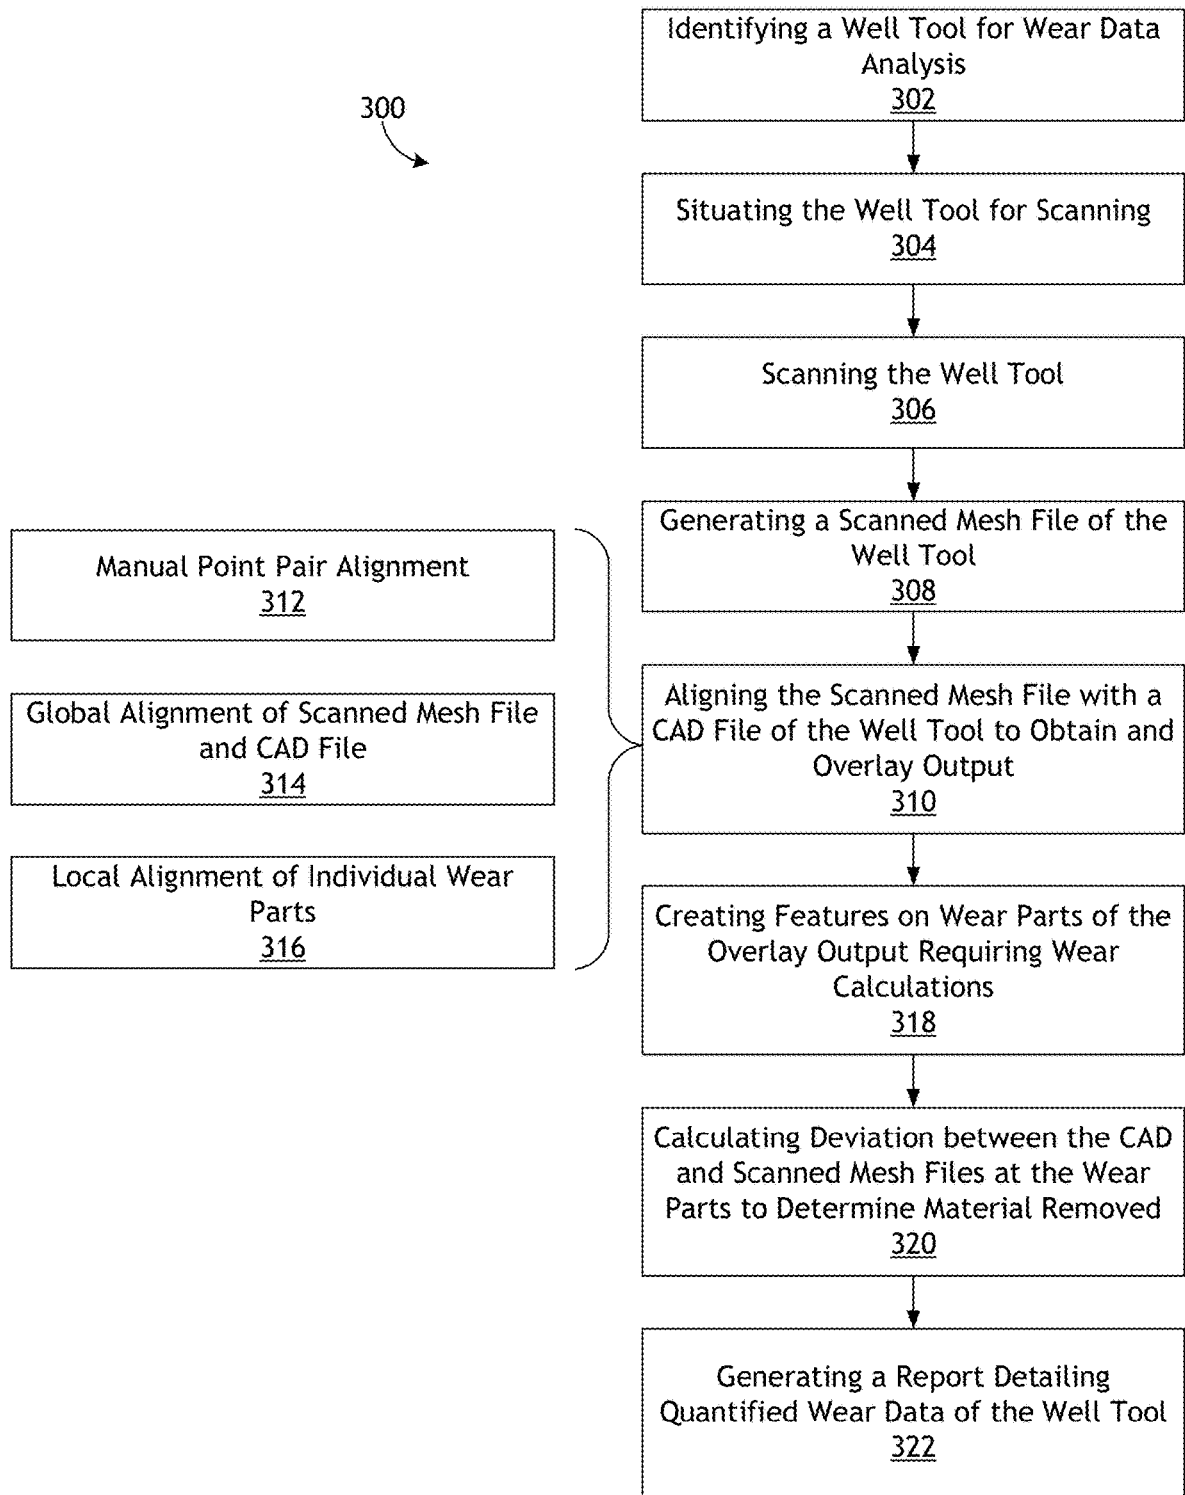 Identifying a Well Tool for Wear Data
Analysis
302
300
Situating the Well Tool for Scanning
304
Scanning the Well Tool
306
Generating a Scanned Mesh File of the
Well Tool
308
Manual Point Pair Alignment
312
Global Alignment of Scanned Mesh File
and CAD File
314
Local Alignment of Individual Wear
Parts
316
Aligning the Scanned Mesh File with a
CAD File of the Well Tool to Obtain and
Overlay Output
310
Creating Features on Wear Parts of the
Overlay Output Requiring Wear
Calculations
318
Calculating Deviation between the CAD
and Scanned Mesh Files at the Wear
Parts to Determine Material Removed
320
Generating a Report Detailing
Quantified Wear Data of the Well Tool
322